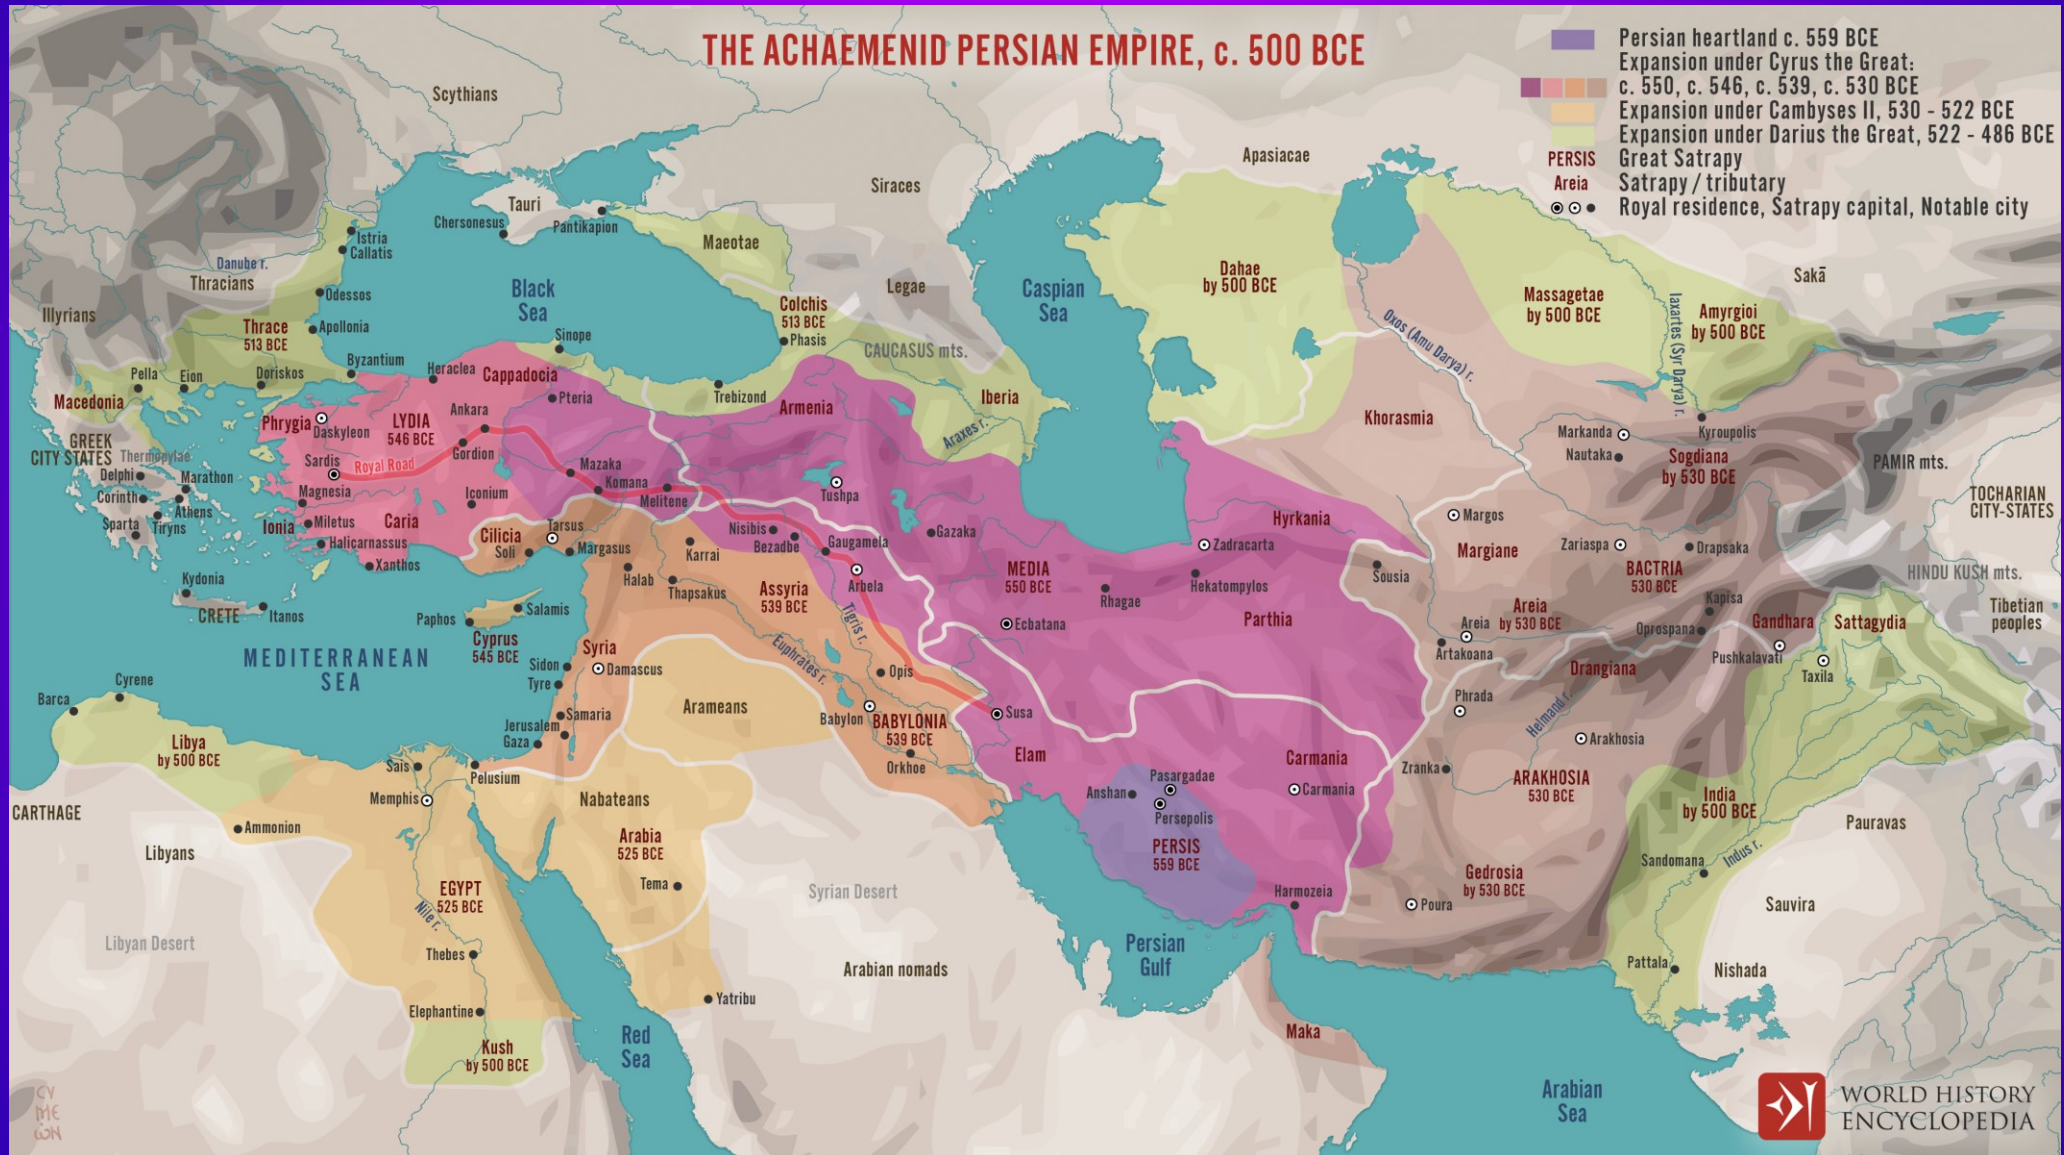 THE ACHAEMENID PERSIAN EMPIRE, c. 500 BCE
Persian heartland c. 559 BCE
Expansion under Cyrus the Great:
c. 550, c. 546, c. 539, c. 530 BCE
Expansion under Cambyses II, 530 - 522 BCE
Expansion under Darius the Great, 522 - 486 BCE
PERSIS Great Satrapy
Areia Satrapy / tributary
Royal residence, Satrapy capital, Notable city
Scythians
Apasiacae
Siraces
Tauri
Chersonesus
Pantikapion
Maeotae
Istria
Callatis
Danube r.
Thracians
Odessos
Illyrians
Apollonia
Thrace
513 BCE
Black
Sea
Legae
Colchis
513 BCE
Phasis
Caspian
Sea
Dahae
by 500 BCE
Massagetae
by 500 BCE
Iaxartes (Syr Darya) r.
Amyrgioi
by 500 BCE
Sakā
Oxos (Amu Darya) r.
Sinope
CAUCASUS mts.
Byzantium
Heraclea
Cappadocia
Pella
Eion
Doriskos
Macedonia
Pteria
Trebizond
Armenia
Iberia
Araxes r.
Khorasmia
Phrygia
Daskyleon
LYDIA
546 BCE
Ankara
Gordion
GREEK
CITY STATES
Thermopylae
Delphi
Marathon
Corinth
Athens
Sparta
Tiryns
Sardis
Royal Road
Magnesia
Iconium
Ionia
Miletus
Caria
Halicarnassus
Xanthos
Mazaka
Komana
Melitene
Tushpa
Markanda
Nautaka
Kyroupolis
Sogdiana
by 530 BCE
PAMIR mts.
TOCHARIAN
CITY-STATES
Cilicia
Tarsus
Soli
Margasus
Nisibis
Bezadbe
Gaugamela
Gazaka
Karrai
Arbela
Hyrkania
Zadracarta
Margos
Margiane
Zariaspa
Drapsaka
BACTRIA
530 BCE
HINDU KUSH mts.
Kydonia
CRETE
Itanos
Halab
Thapsakus
Assyria
539 BCE
MEDIA
550 BCE
Rhagae
Hekatompylos
Sousia
Parthia
Kapisa
Areia
by 530 BCE
Areia
Artakoana
Oprospana
Gandhara
Sattagydia
Tibetian
peoples
Paphos
Salamis
Cyprus
545 BCE
Tigris r.
Ecbatana
Drangiana
Pushkalavati
Taxila
MEDITERRANEAN
SEA
Syria
Sidon
Damascus
Tyre
Euphrates r.
Opis
Phrada
Helmand r.
Barca
Cyrene
Samaria
Jerusalem
Gaza
Arameans
Babylon
BABYLONIA
539 BCE
Susa
Arakhosia
Libya
by 500 BCE
Orkhoe
Elam
Carmania
Zranka
ARAKHOSIA
530 BCE
Sais
Pelusium
Memphis
Nabateans
Anshan
Pasargadae
Persepolis
Carmania
India
by 500 BCE
CARTHAGE
Ammonion
Libyans
Arabia
525 BCE
PERSIS
559 BCE
Pauravas
Indus r.
Sandomana
EGYPT
525 BCE
Nile r.
Tema
Syrian Desert
Harmozeia
Gedrosia
by 530 BCE
Poura
Sauvira
Libyan Desert
Thebes
Arabian nomads
Persian
Gulf
Pattala
Nishada
Elephantine
Yatribu
Kush
by 500 BCE
Red
Sea
Maka
Arabian
Sea
WORLD HISTORY
ENCYCLOPEDIA